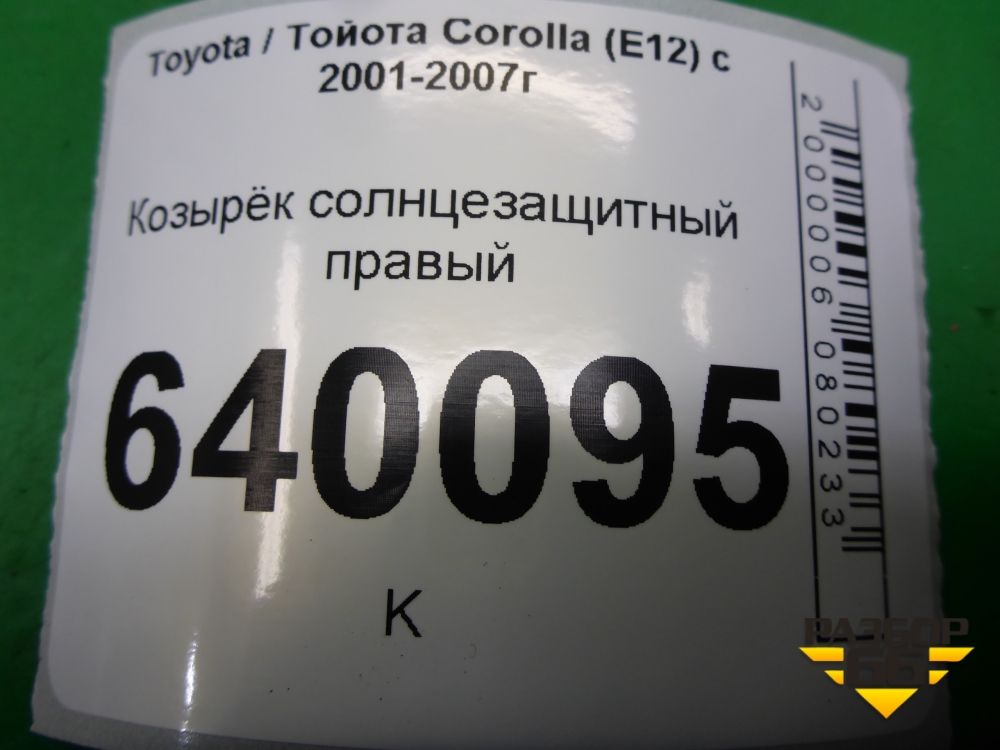 Toyota / Тойота Corolla (E12) с
2001-2007г
Козырёк солнцезащитный
правый
640095
К
2000006080233
РАЗБОР
66